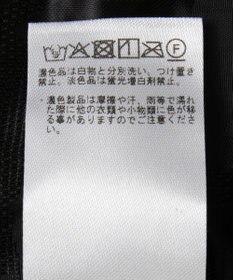 濃色品は白物と分別洗い、つけ置き
禁止。淡色品は蛍光増白剤禁止。
・濃色製品は摩擦や汗、雨等で濡れ
た際に他の衣類や小物類に色が移
る事がありますのでご注意くださ
い。